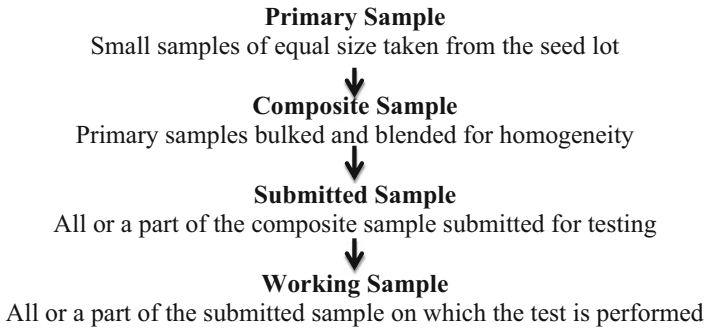 Primary Sample
Small samples of equal size taken from the seed lot
Composite Sample
Primary samples bulked and blended for homogeneity
Submitted Sample
All or a part of the composite sample submitted for testing
Working Sample
All or a part of the submitted sample on which the test is performed